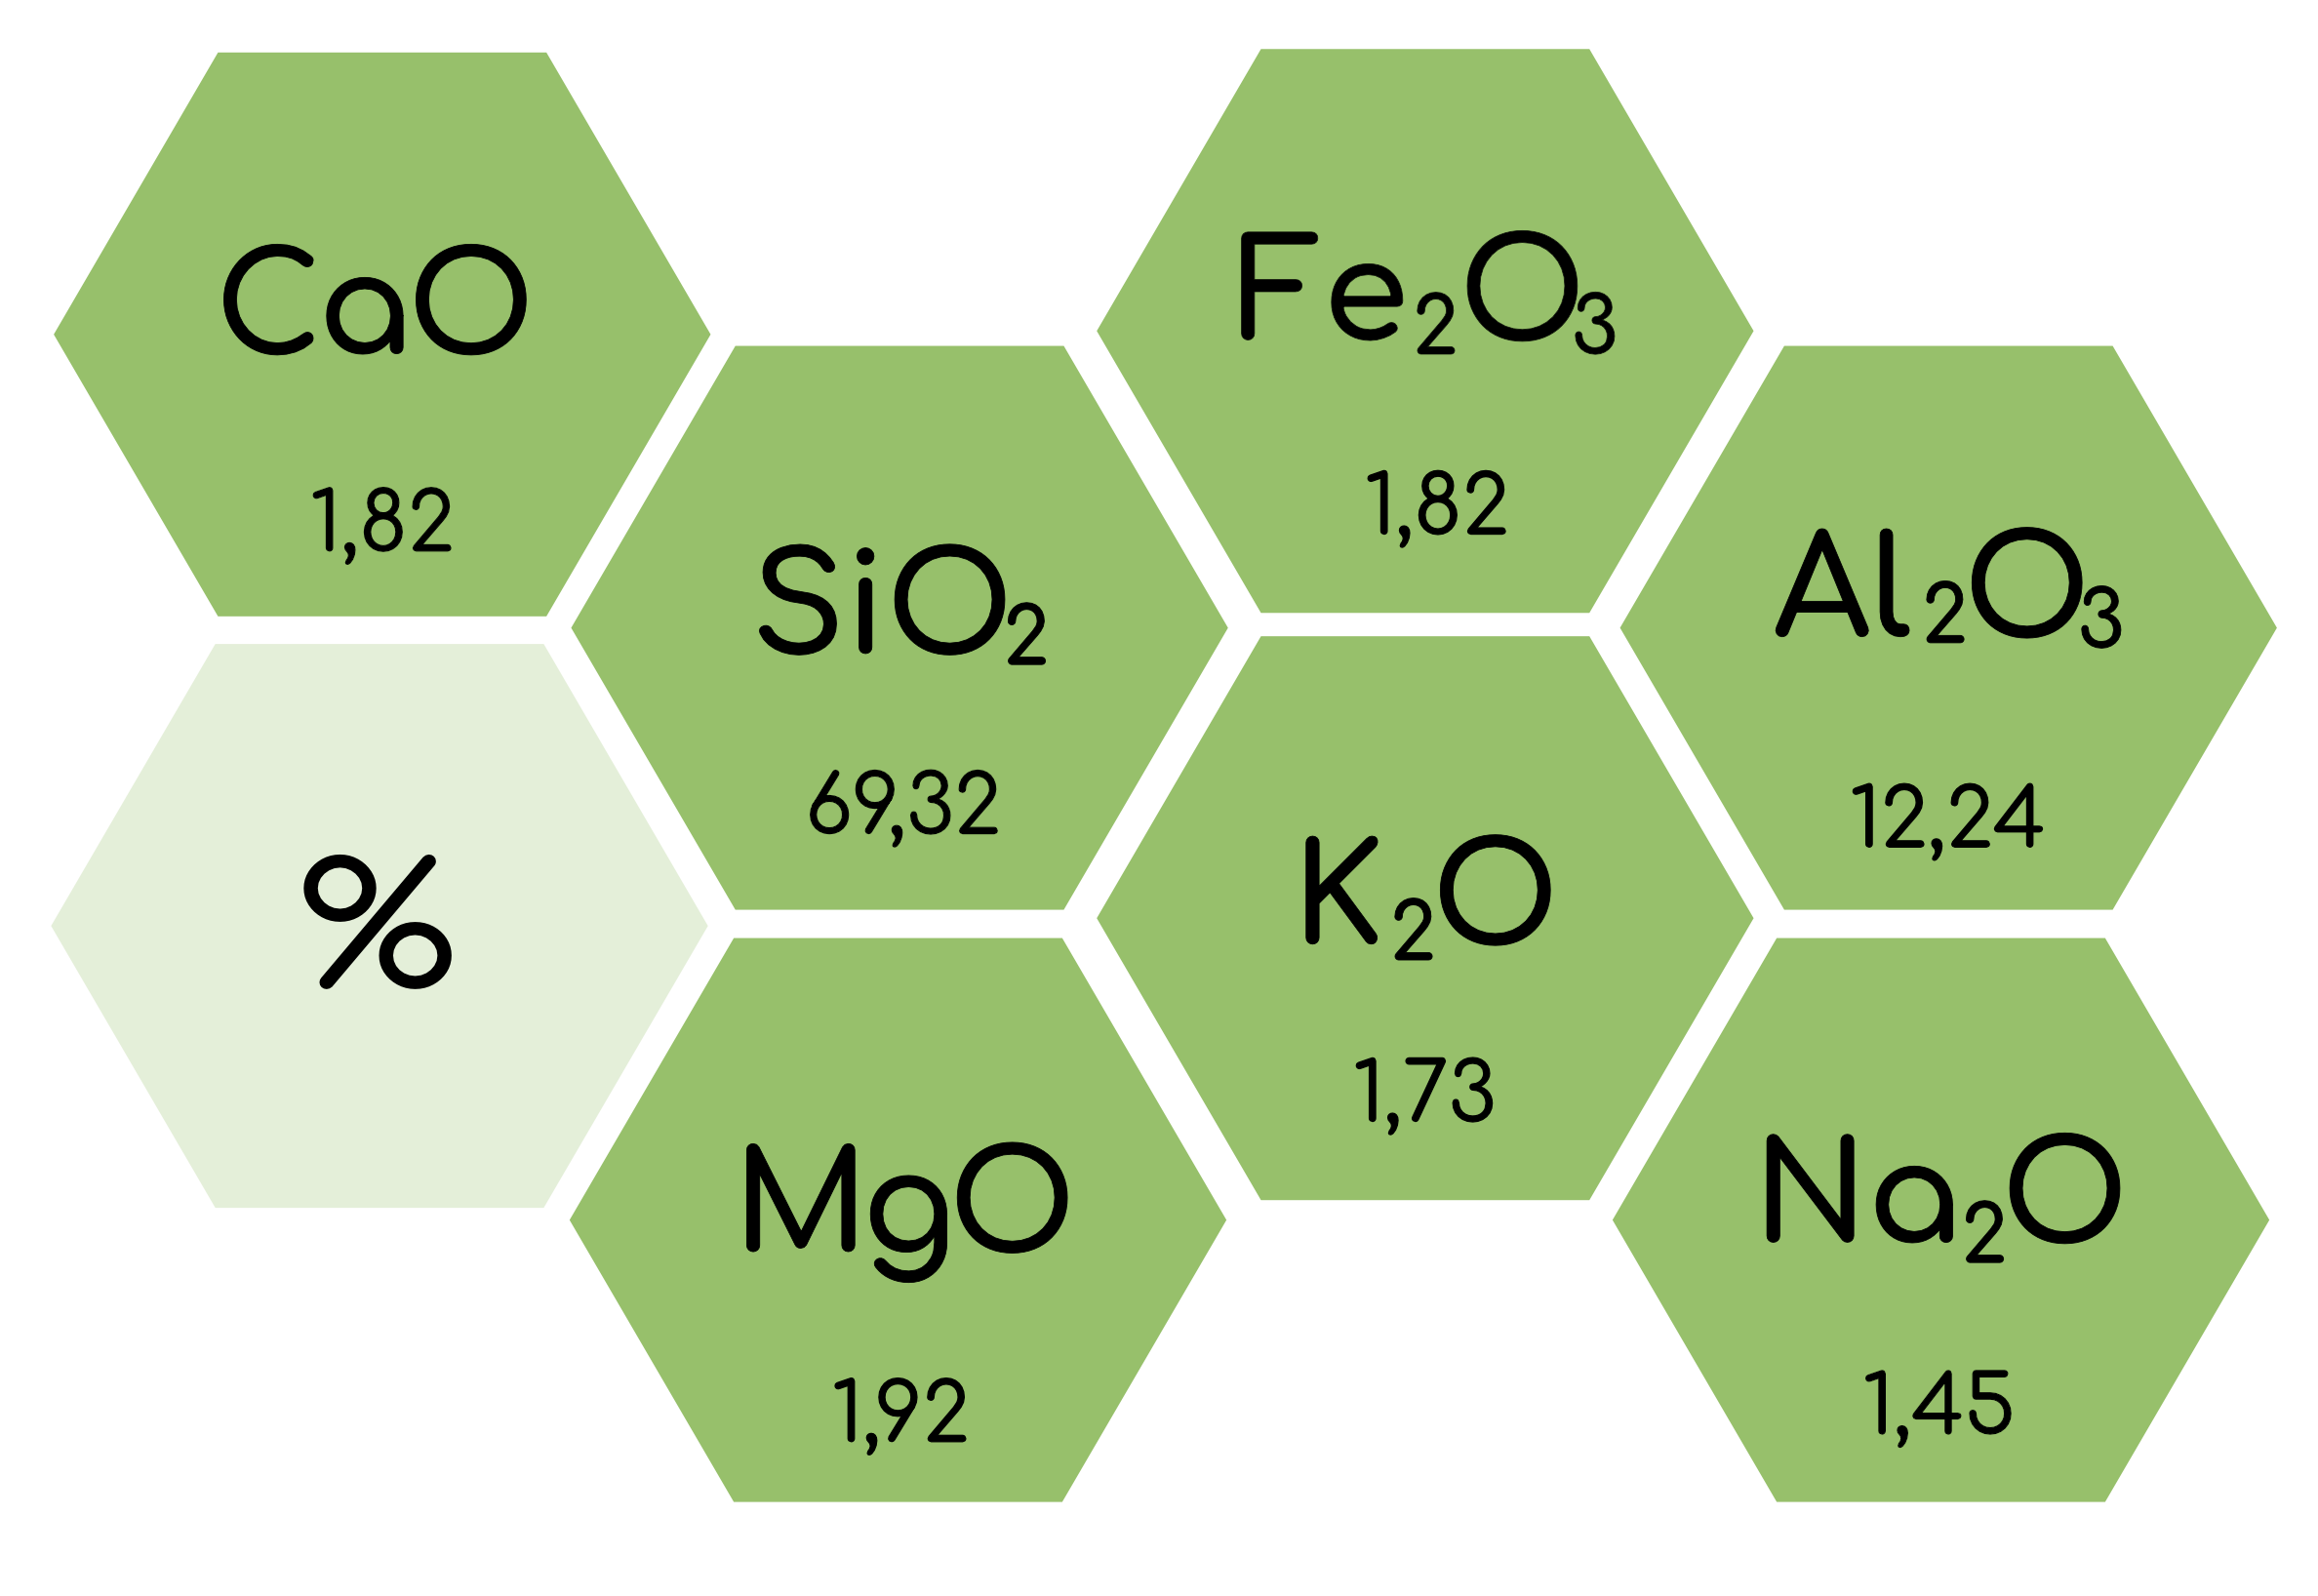 CaO
1,82
Fe₂O₃
1,82
SiO₂
69,32
Al₂O₃
12,24
%
K₂O
1,73
MgO
1,92
Na₂O
1,45